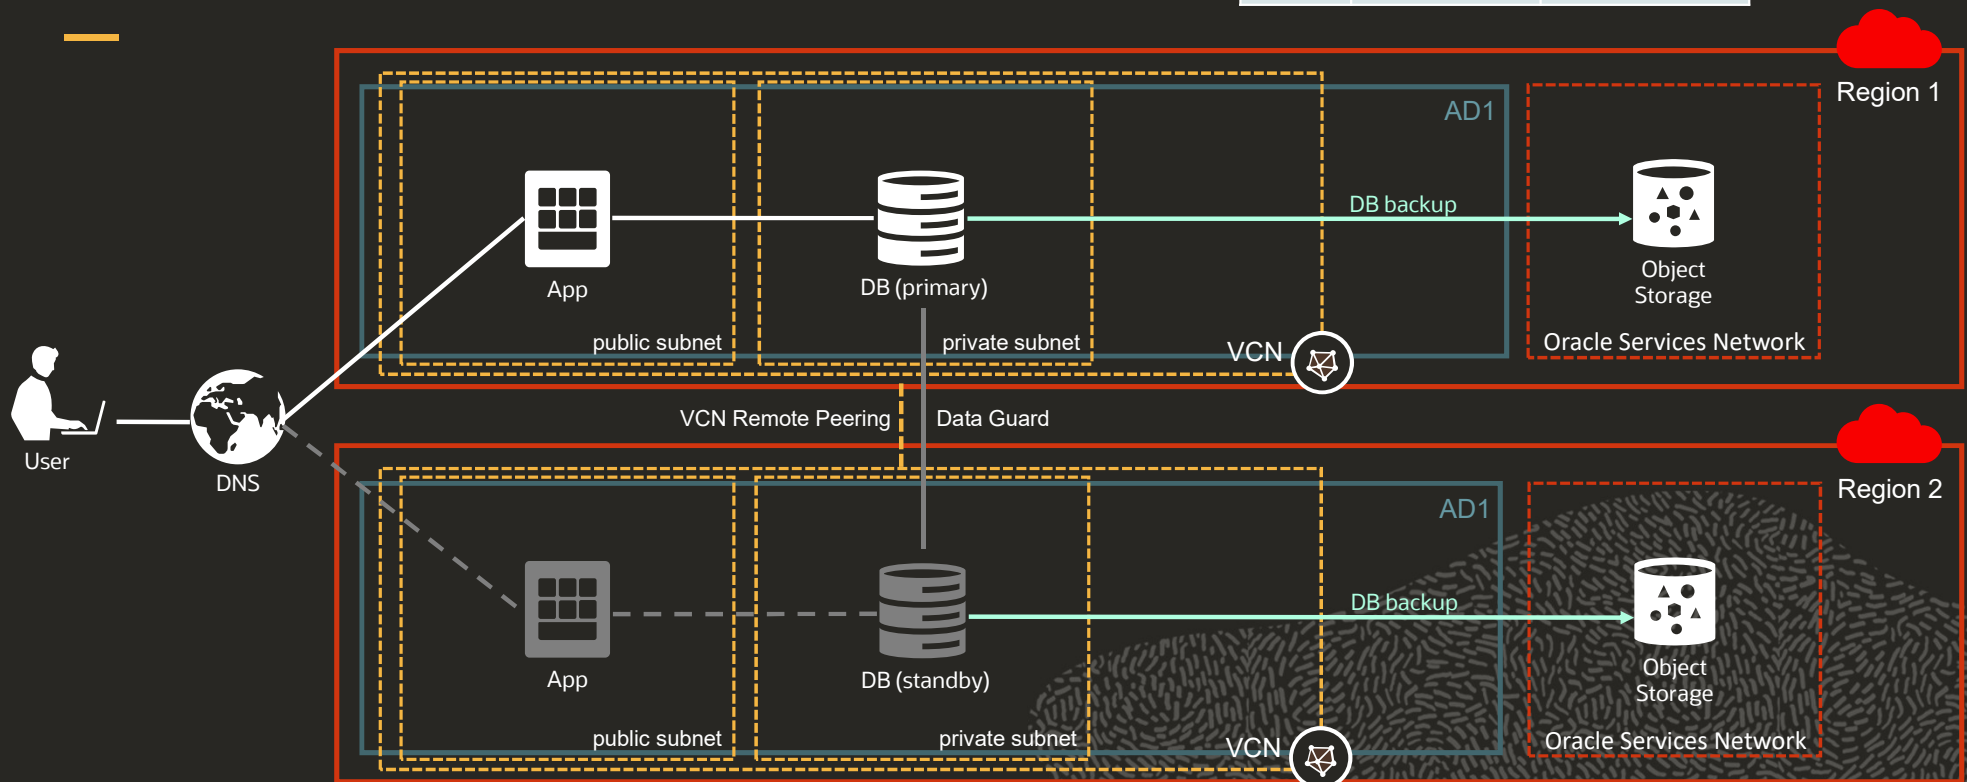 Region 1
AD1
DB backup
App
DB (primary)
Object
Storage
public subnet
private subnet
VCN
Oracle Services Network
User
DNS
VCN Remote Peering
Data Guard
Region 2
AD1
DB backup
App
DB (standby)
Object
Storage
public subnet
private subnet
VCN
Oracle Services Network